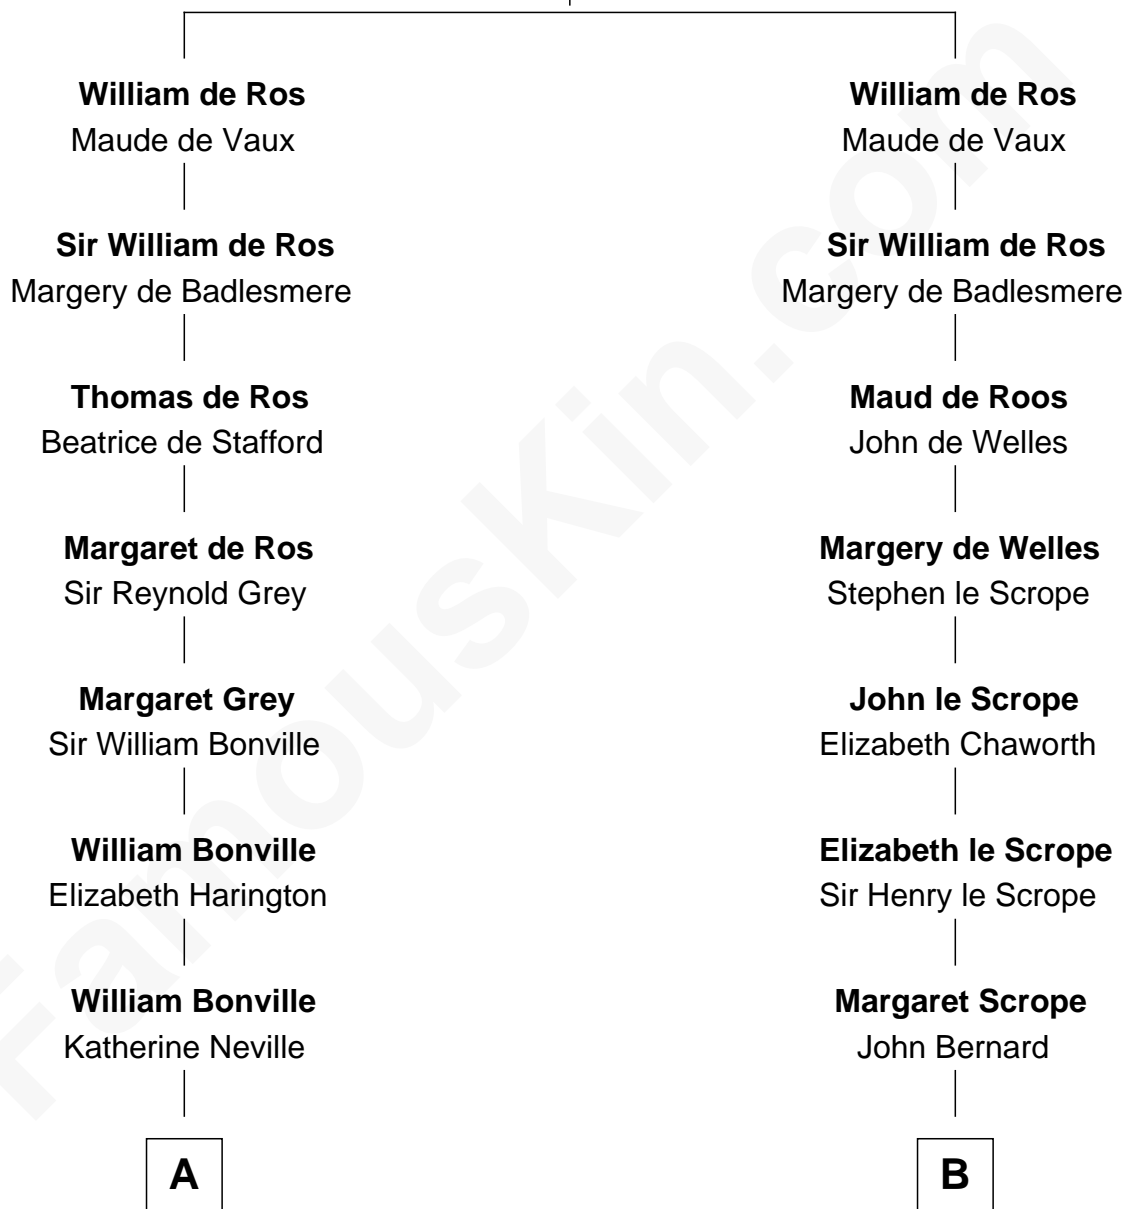 William de Ros
Maude de Vaux
Sir William de Ros
Margery de Badlesmere
Thomas de Ros
Beatrice de Stafford
Margaret de Ros
Sir Reynold Grey
Margaret Grey
Sir William Bonville
William Bonville
Elizabeth Harington
William Bonville
Katherine Neville
A
William de Ros
Maude de Vaux
Sir William de Ros
Margery de Badlesmere
Maud de Roos
John de Welles
Margery de Welles
Stephen le Scrope
John le Scrope
Elizabeth Chaworth
Elizabeth le Scrope
Sir Henry le Scrope
Margaret Scrope
John Bernard
B
FamousKin.com